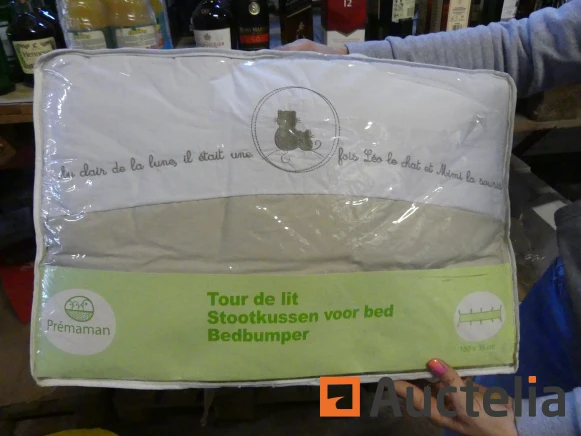 Au clair de la lune, il était une fois Léo le chat et Mimi la souris
Prémaman
Tour de lit
Stootkussen voor bed
Bedbumper
Auctelia
12